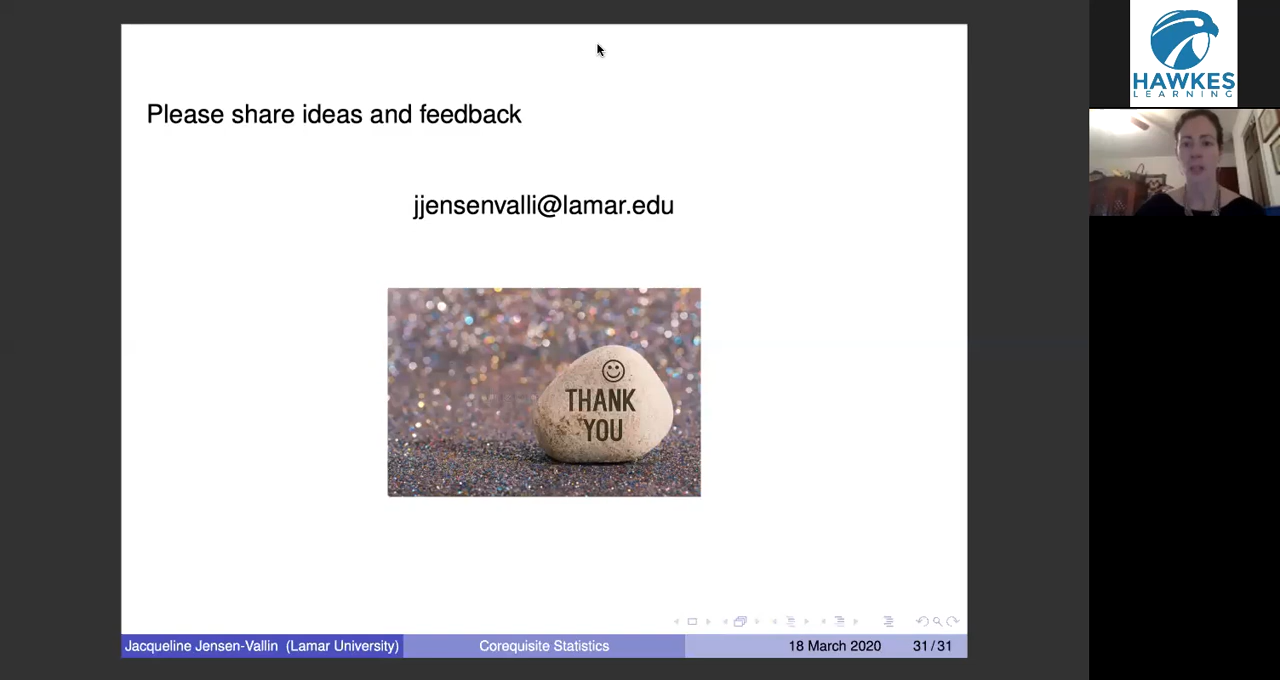 Please share ideas and feedback
jjensenvalli@lamar.edu
THANK
YOU
Jacqueline Jensen-Vallin (Lamar University) Corequisite Statistics 18 March 2020 31 / 31
HAWKES
LEARNING